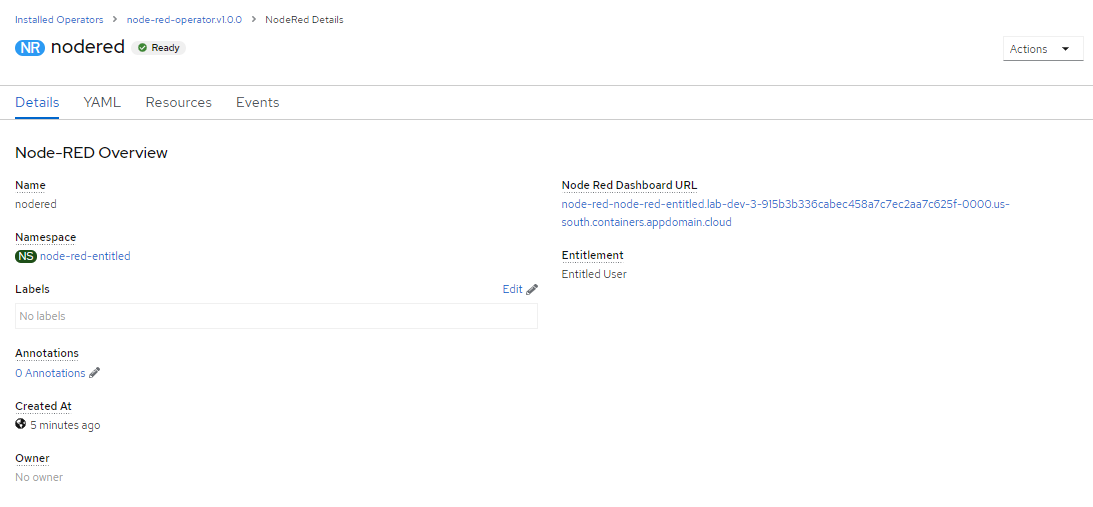 Installed Operators > node-red-operator.v1.0.0 > NodeRed Details
NR nodered Ready
Actions
Details YAML Resources Events
Node-RED Overview
Name
nodered
Namespace
NS node-red-entitled
Labels
Edit
No labels
Annotations
0 Annotations
Created At
5 minutes ago
Owner
No owner
Node Red Dashboard URL
node-red-node-red-entitled.lab-dev-3-915b3b336cabec458a7c7ec2aa7c625f-0000.us-
south.containers.appdomain.cloud
Entitlement
Entitled User